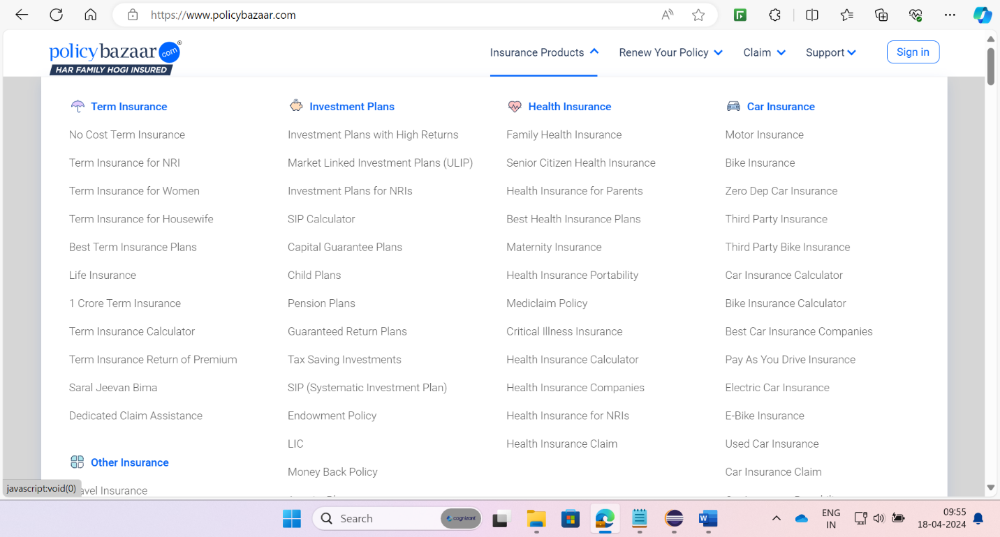 https://www.policybazaar.com
policybazaar.com
HAR FAMILY HOGI INSURED
Insurance Products
Renew Your Policy
Claim
Support
Sign in
Term Insurance
No Cost Term Insurance
Term Insurance for NRI
Term Insurance for Women
Term Insurance for Housewife
Best Term Insurance Plans
Life Insurance
1 Crore Term Insurance
Term Insurance Calculator
Term Insurance Return of Premium
Saral Jeevan Bima
Dedicated Claim Assistance
Other Insurance
Investment Plans
Investment Plans with High Returns
Market Linked Investment Plans (ULIP)
Investment Plans for NRIs
SIP Calculator
Capital Guarantee Plans
Child Plans
Pension Plans
Guaranteed Return Plans
Tax Saving Investments
SIP (Systematic Investment Plan)
Endowment Policy
LIC
Money Back Policy
Health Insurance
Family Health Insurance
Senior Citizen Health Insurance
Health Insurance for Parents
Best Health Insurance Plans
Maternity Insurance
Health Insurance Portability
Mediclaim Policy
Critical Illness Insurance
Health Insurance Calculator
Health Insurance Companies
Health Insurance for NRIs
Health Insurance Claim
Car Insurance
Motor Insurance
Bike Insurance
Zero Dep Car Insurance
Third Party Insurance
Third Party Bike Insurance
Car Insurance Calculator
Bike Insurance Calculator
Best Car Insurance Companies
Pay As You Drive Insurance
Electric Car Insurance
E-Bike Insurance
Used Car Insurance
Car Insurance Claim
javascript:void(0)
avel Insurance
Search
cognizant
ENG
IN
09:55
18-04-2024